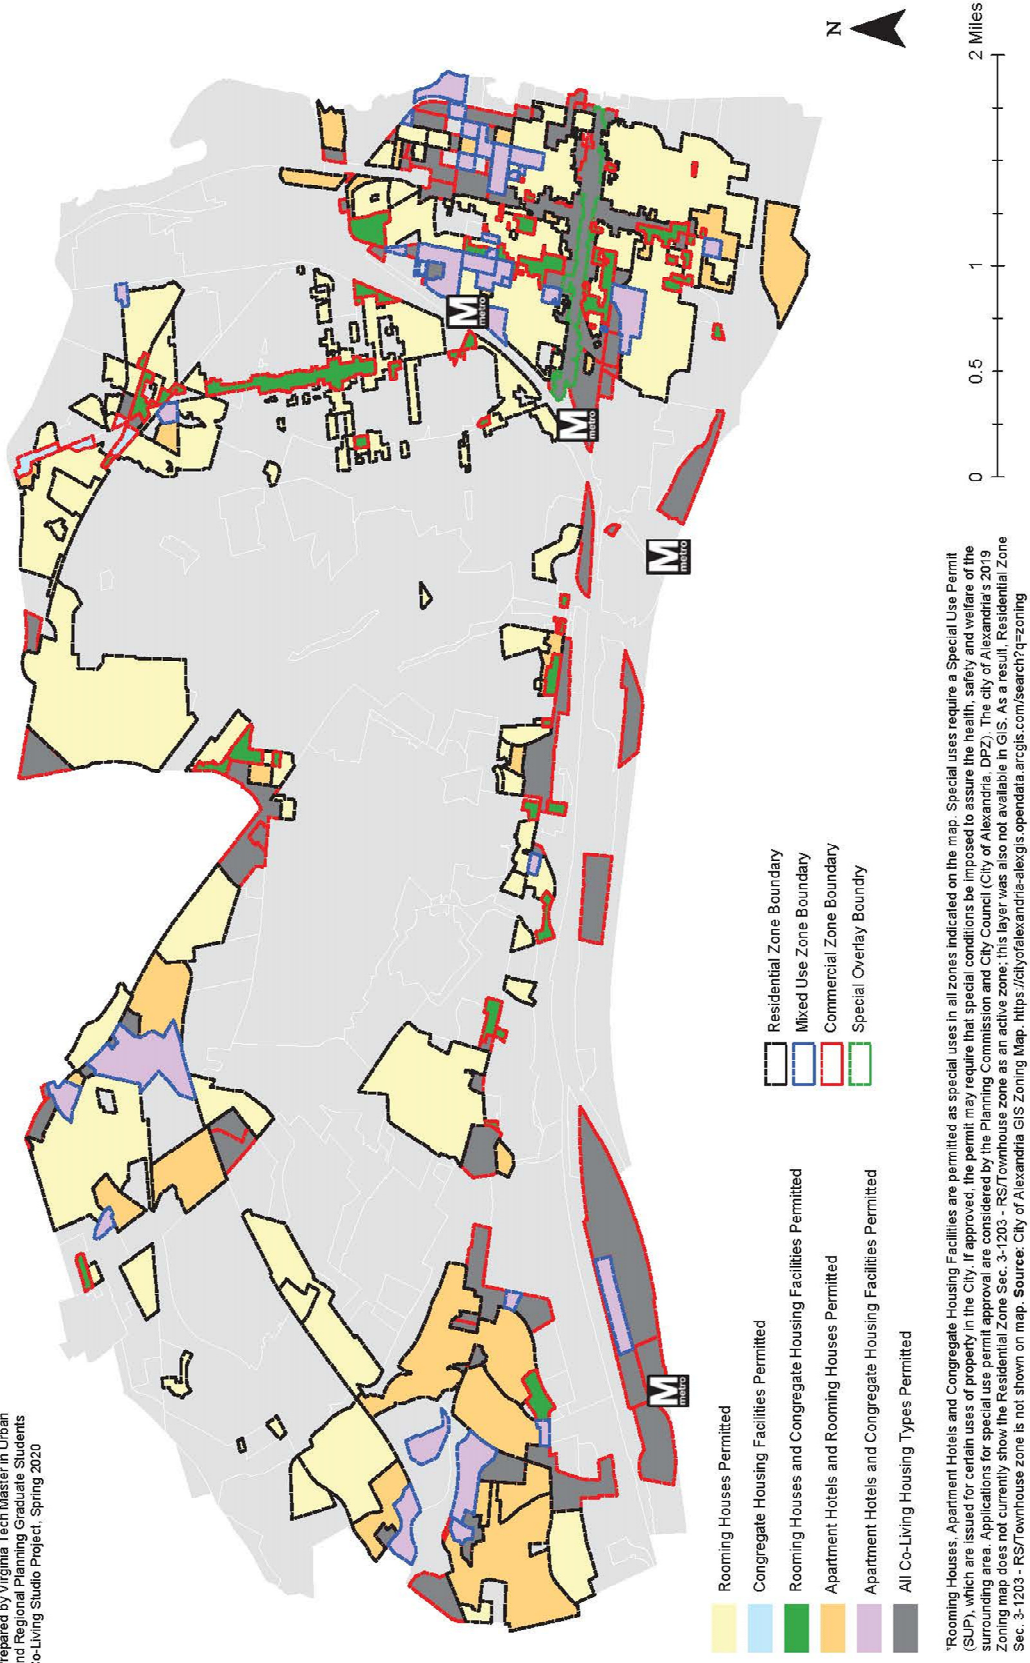 repared by Virginia Tech Master in Urban
nd Regional Planning Graduate Students
Co-Living Studio Project, Spring 2020
M
metro
M
metro
M
metro
M
metro
N
0 0.5 1 2 Miles
Rooming Houses Permitted
Congregate Housing Facilities Permitted
Rooming Houses and Congregate Housing Facilities Permitted
Apartment Hotels and Rooming Houses Permitted
Apartment Hotels and Congregate Housing Facilities Permitted
All Co-Living Housing Types Permitted
Residential Zone Boundary
Mixed Use Zone Boundary
Commercial Zone Boundary
Special Overlay Boundry
*Rooming Houses, Apartment Hotels and Congregate Housing Facilities are permitted as special uses in all zones indicated on the map. Special uses require a Special Use Permit
(SUP), which are issued for certain uses of property in the City. If approved, the permit may require that special conditions be imposed to assure the health, safety and welfare of the
surrounding area. Applications for special use permit approval are considered by the Planning Commission and City Council (City of Alexandria, DPZ). The city of Alexandria's 2019
Zoning map does not currently show the Residential Zone Sec. 3-1203 - RS/Townhouse zone as an active zone; this layer was also not available in GIS. As a result, Residential Zone
Sec. 3-1203 - RS/Townhouse zone is not shown on map. Source: City of Alexandria GIS Zoning Map. https://cityofalexandria-alexgis.opendata.arcgis.com/search?q=zoning